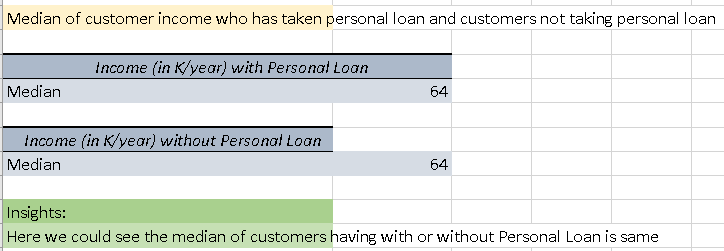 Median of customer income who has taken personal loan and customers not taking personal loan
Income (in K/year) with Personal Loan
Median 64
Income (in K/year) without Personal Loan
Median 64
Insights:
Here we could see the median of customers having with or without Personal Loan is same